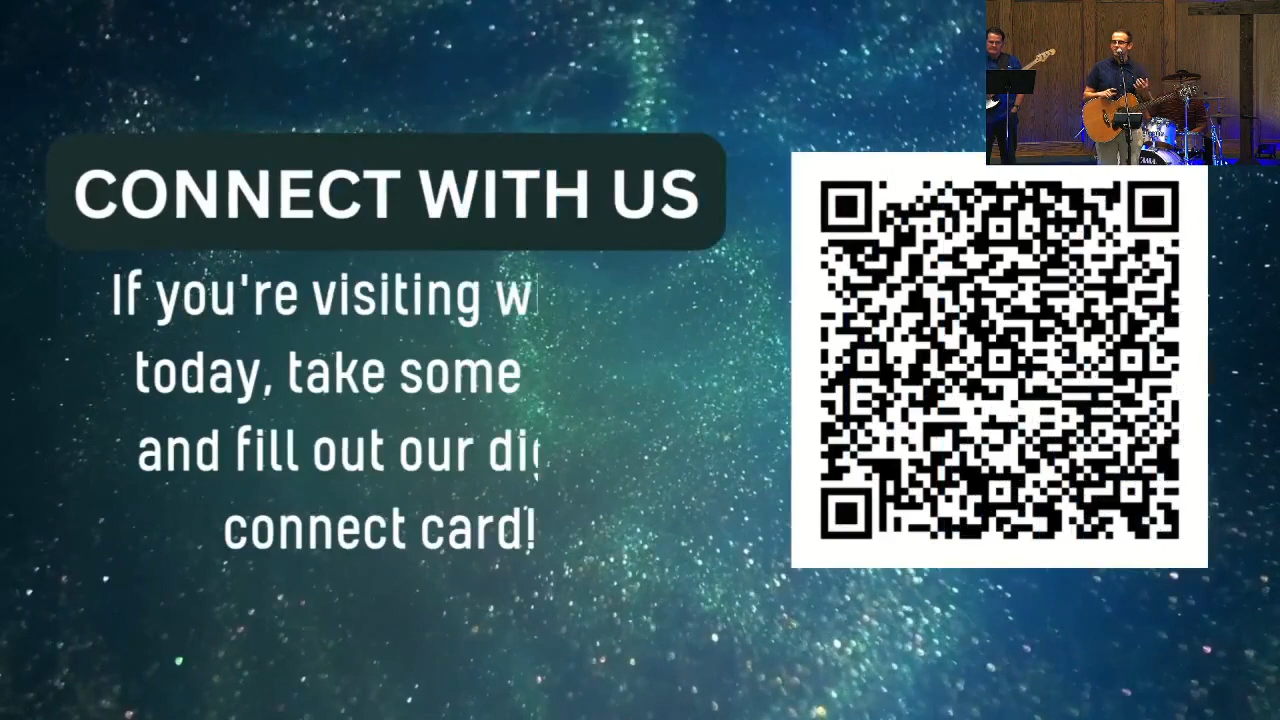 CONNECT WITH US
If you're visiting w
today, take some
and fill out our di
connect card!